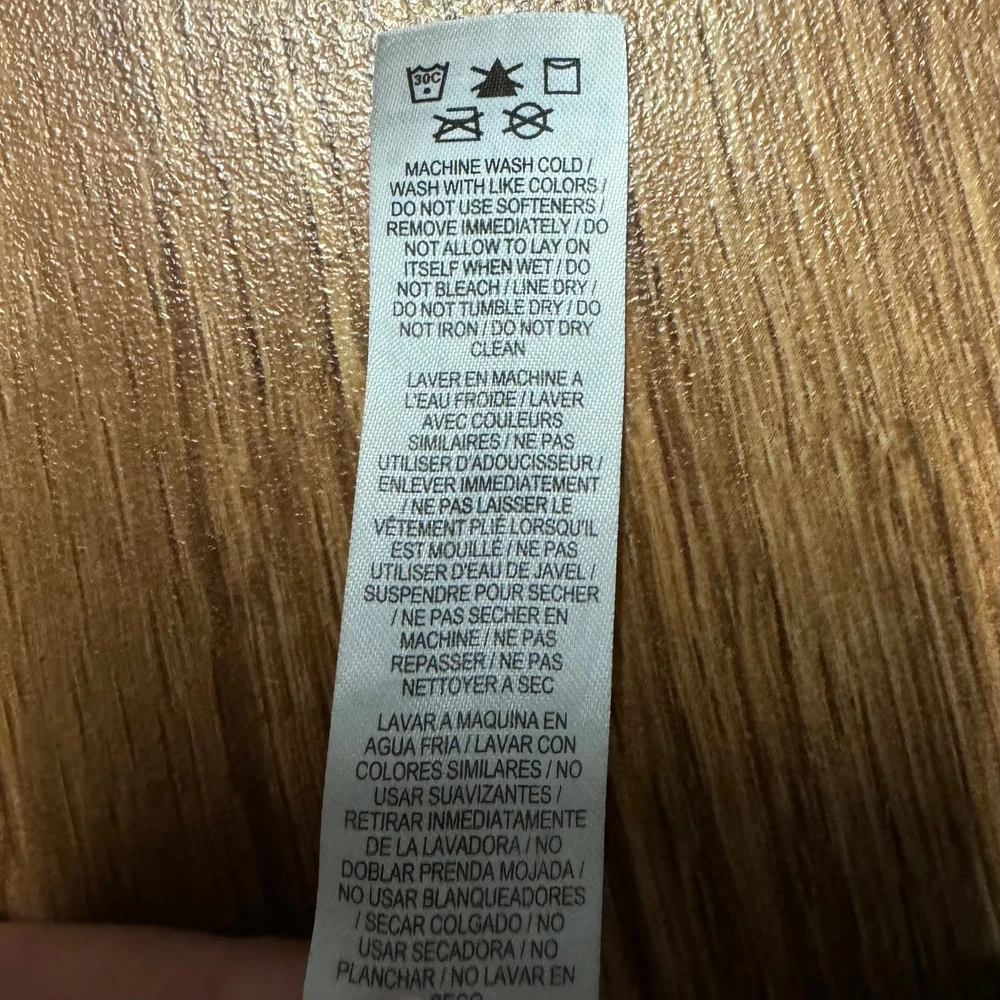 30C
MACHINE WASH COLD /
WASH WITH LIKE COLORS /
DO NOT USE SOFTENERS /
REMOVE IMMEDIATELY / DO
NOT ALLOW TO LAY ON
ITSELF WHEN WET / DO
NOT BLEACH / LINE DRY /
DO NOT TUMBLE DRY / DO
NOT IRON / DO NOT DRY
CLEAN
LAVER EN MACHINE A
L'EAU FROIDE / LAVER
AVEC COULEURS
SIMILAIRES / NE PAS
UTILISER D'ADOUCISSEUR /
ENLEVER IMMEDIATEMENT
/ NE PAS LAISSER LE
VÊTEMENT PLIÉ LORSQU'IL
EST MOUILLÉ / NE PAS
UTILISER D'EAU DE JAVEL /
SUSPENDRE POUR SECHER
/ NE PAS SECHER EN
MACHINE / NE PAS
REPASSER / NE PAS
NETTOYER A SEC
LAVAR A MAQUINA EN
AGUA FRIA / LAVAR CON
COLORES SIMILARES / NO
USAR SUAVIZANTES /
RETIRAR INMEDIATAMENTE
DE LA LAVADORA / NO
DOBLAR PRENDA MOJADA /
NO USAR BLANQUEADORES
/ SECAR COLGADO / NO
USAR SECADORA / NO
PLANCHAR / NO LAVAR EN